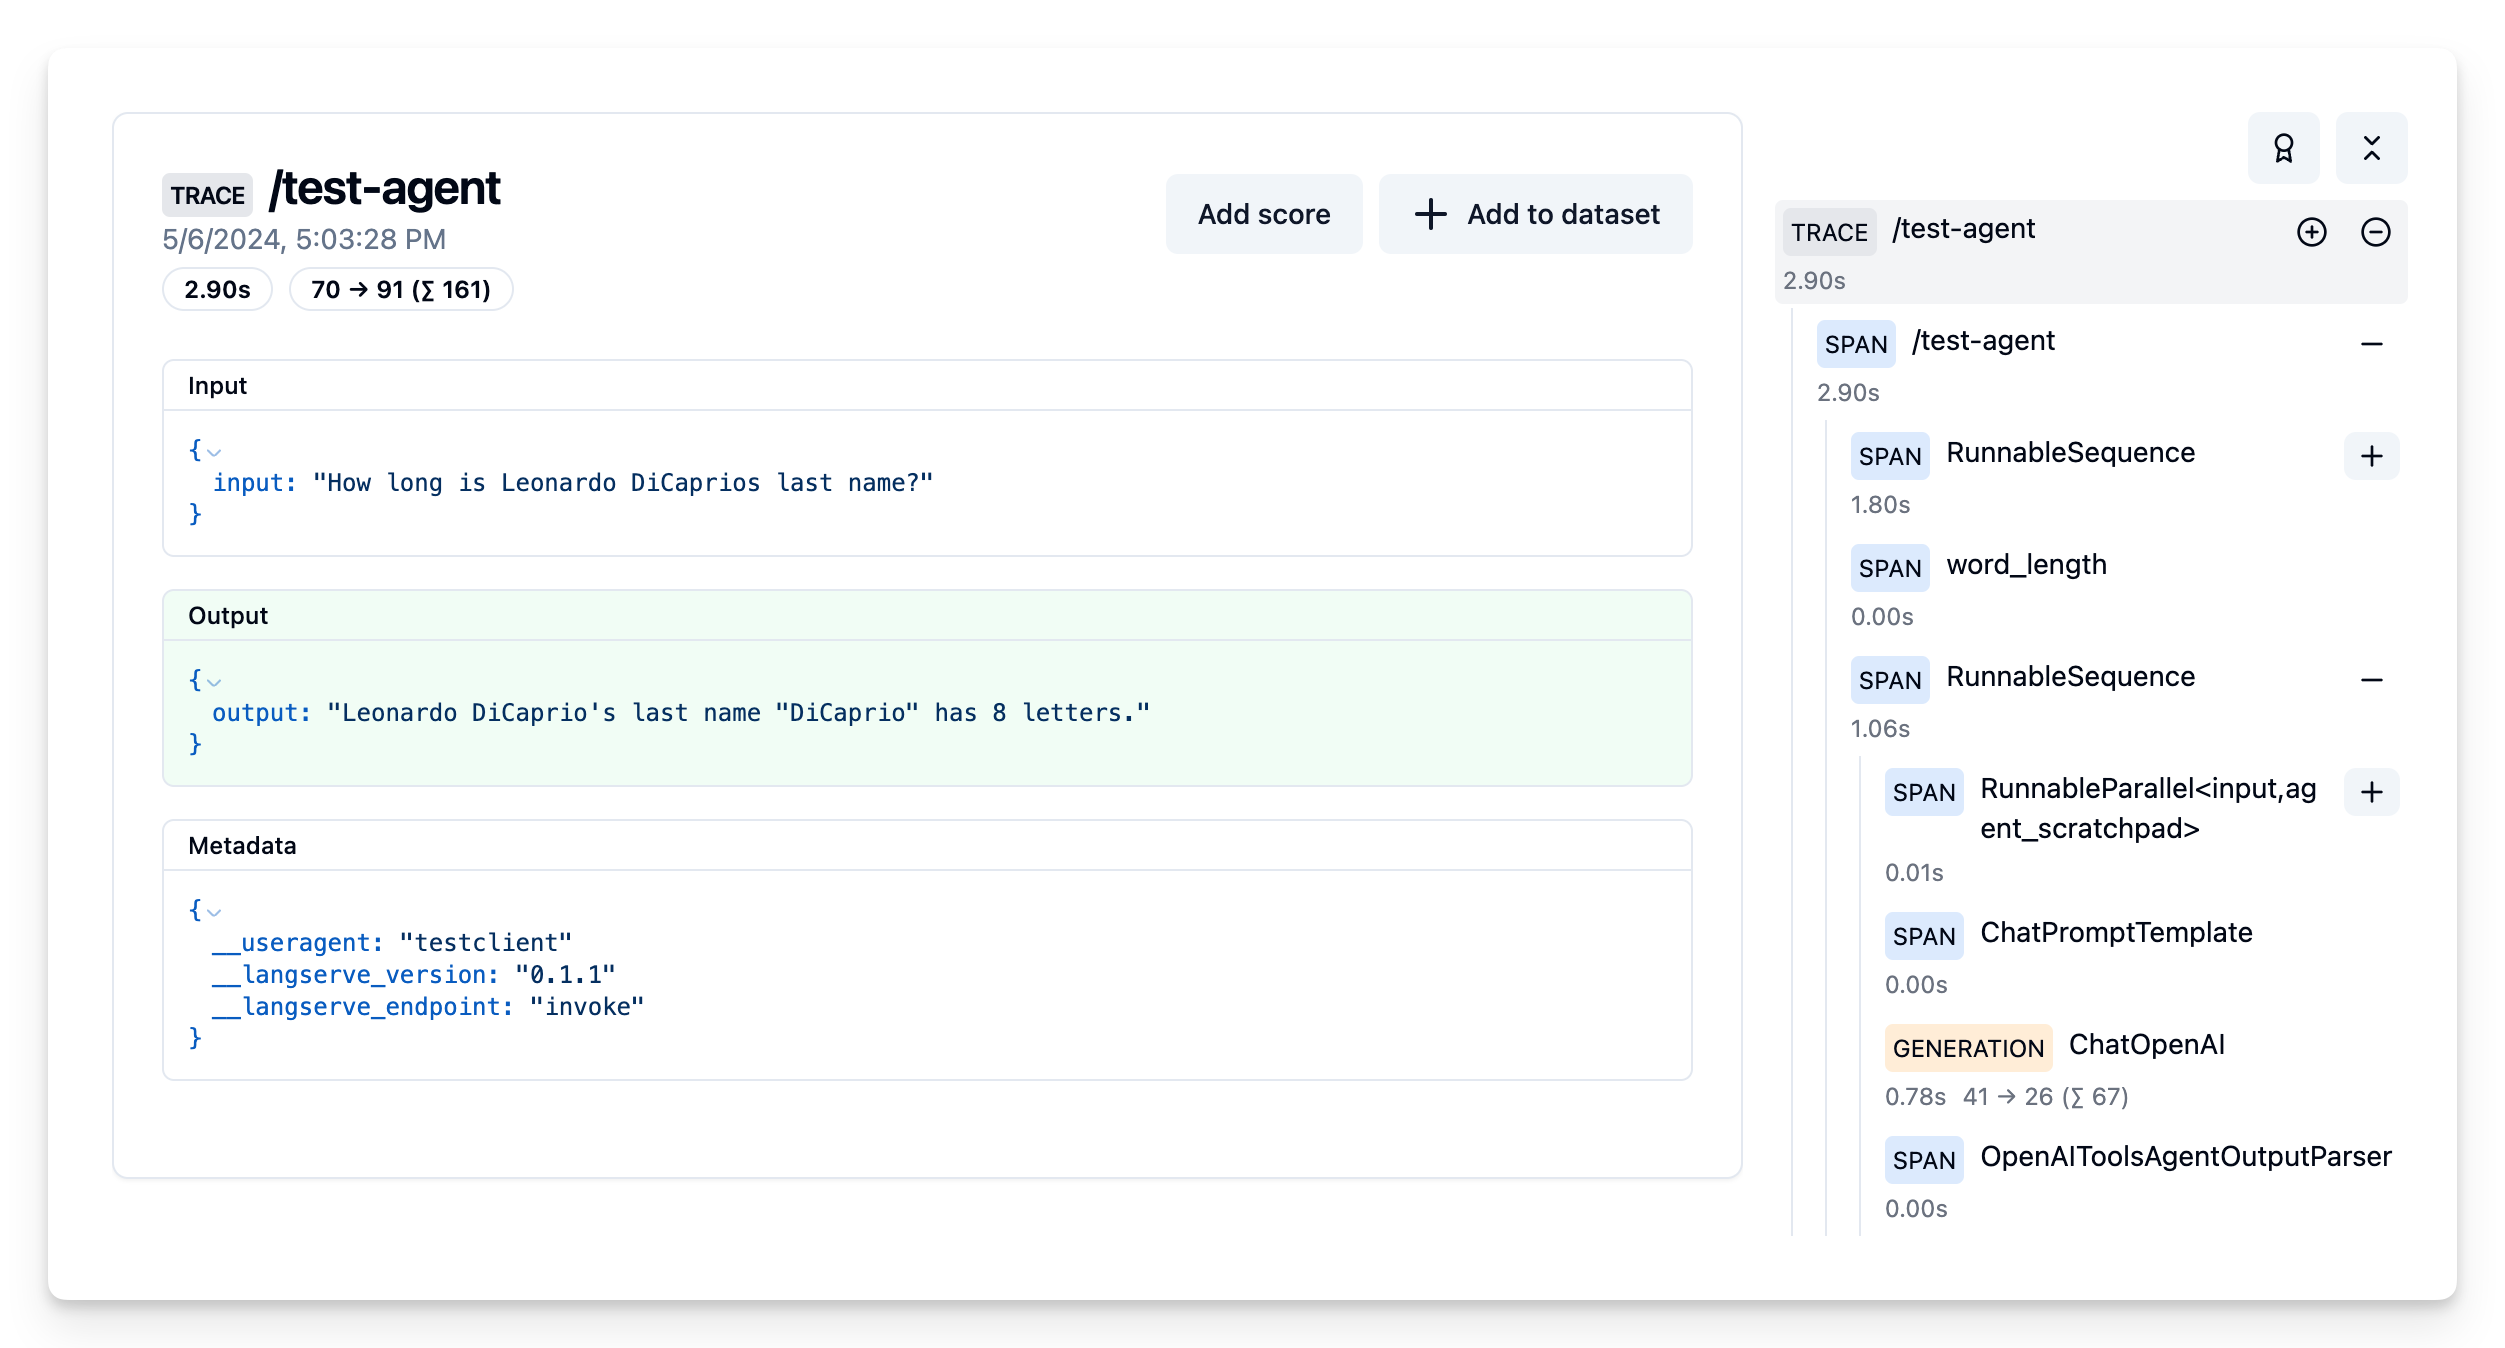 TRACE /test-agent
5/6/2024, 5:03:28 PM
2.90s 70 → 91 (∑ 161)
Add score
Add to dataset
Input
{
input: "How long is Leonardo DiCaprios last name?"
}
Output
{
output: "Leonardo DiCaprio's last name "DiCaprio" has 8 letters."
}
Metadata
{
__useragent: "testclient"
__langserve_version: "0.1.1"
__langserve_endpoint: "invoke"
}
TRACE /test-agent
2.90s
SPAN /test-agent
2.90s
SPAN RunnableSequence
1.80s
SPAN word_length
0.00s
SPAN RunnableSequence
1.06s
SPAN RunnableParallel<input,ag
ent_scratchpad>
0.01s
SPAN ChatPromptTemplate
0.00s
GENERATION ChatOpenAI
0.78s 41 → 26 (∑ 67)
SPAN OpenAIToolsAgentOutputParser
0.00s